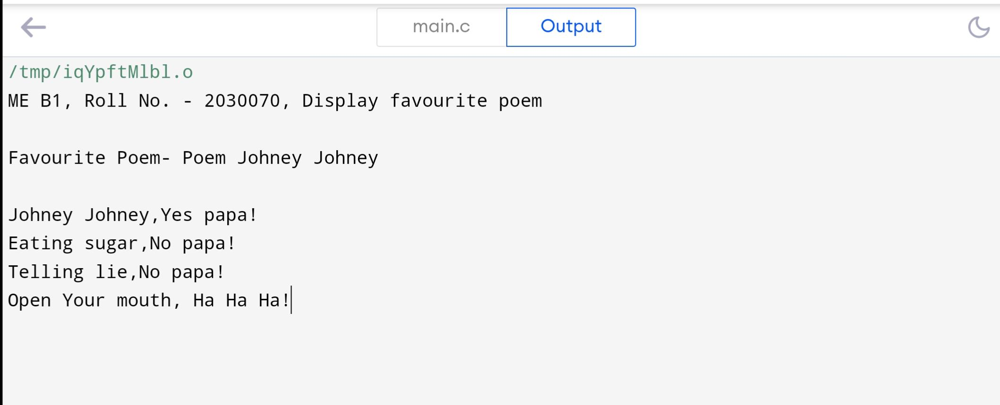 main.c
Output
/tmp/iqYpftMlbl.o
ME B1, Roll No. - 2030070, Display favourite poem
Favourite Poem- Poem Johney Johney
Johney Johney,Yes papa!
Eating sugar,No papa!
Telling lie,No papa!
Open Your mouth, Ha Ha Ha!